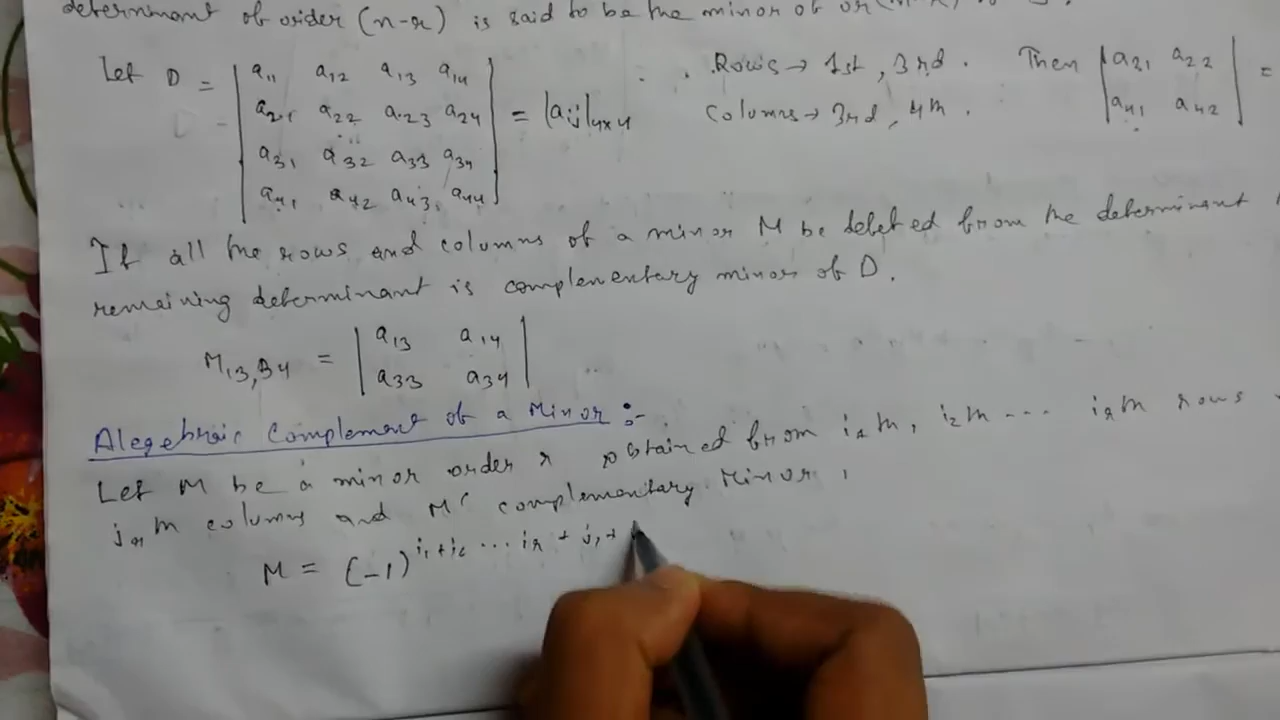 determinant of order (n-r) is said to be the minor of or
Let D = | a11 a12 a13 a14 | Rows → 1st, 3rd. Then | a21 a22 | =
| a21 a22 a23 a24 | = |aij|4x4 Columns → 3rd, 4th. | a41 a42 |
| a31 a32 a33 a34 |
| a41 a42 a43 a44 |
If all the rows and columns of a minor M be deleted from the determinant
remaining determinant is complementary minor of D.
M13,34 = | a13 a14 |
| a33 a34 |
Alegebraic Complement of a Minor :-
Let M be a minor order r obtained from i1th, i2th ... irth rows
jrth columns and M' complementary Minor,
M = (-1)^i1+i2 ... ir + j1+